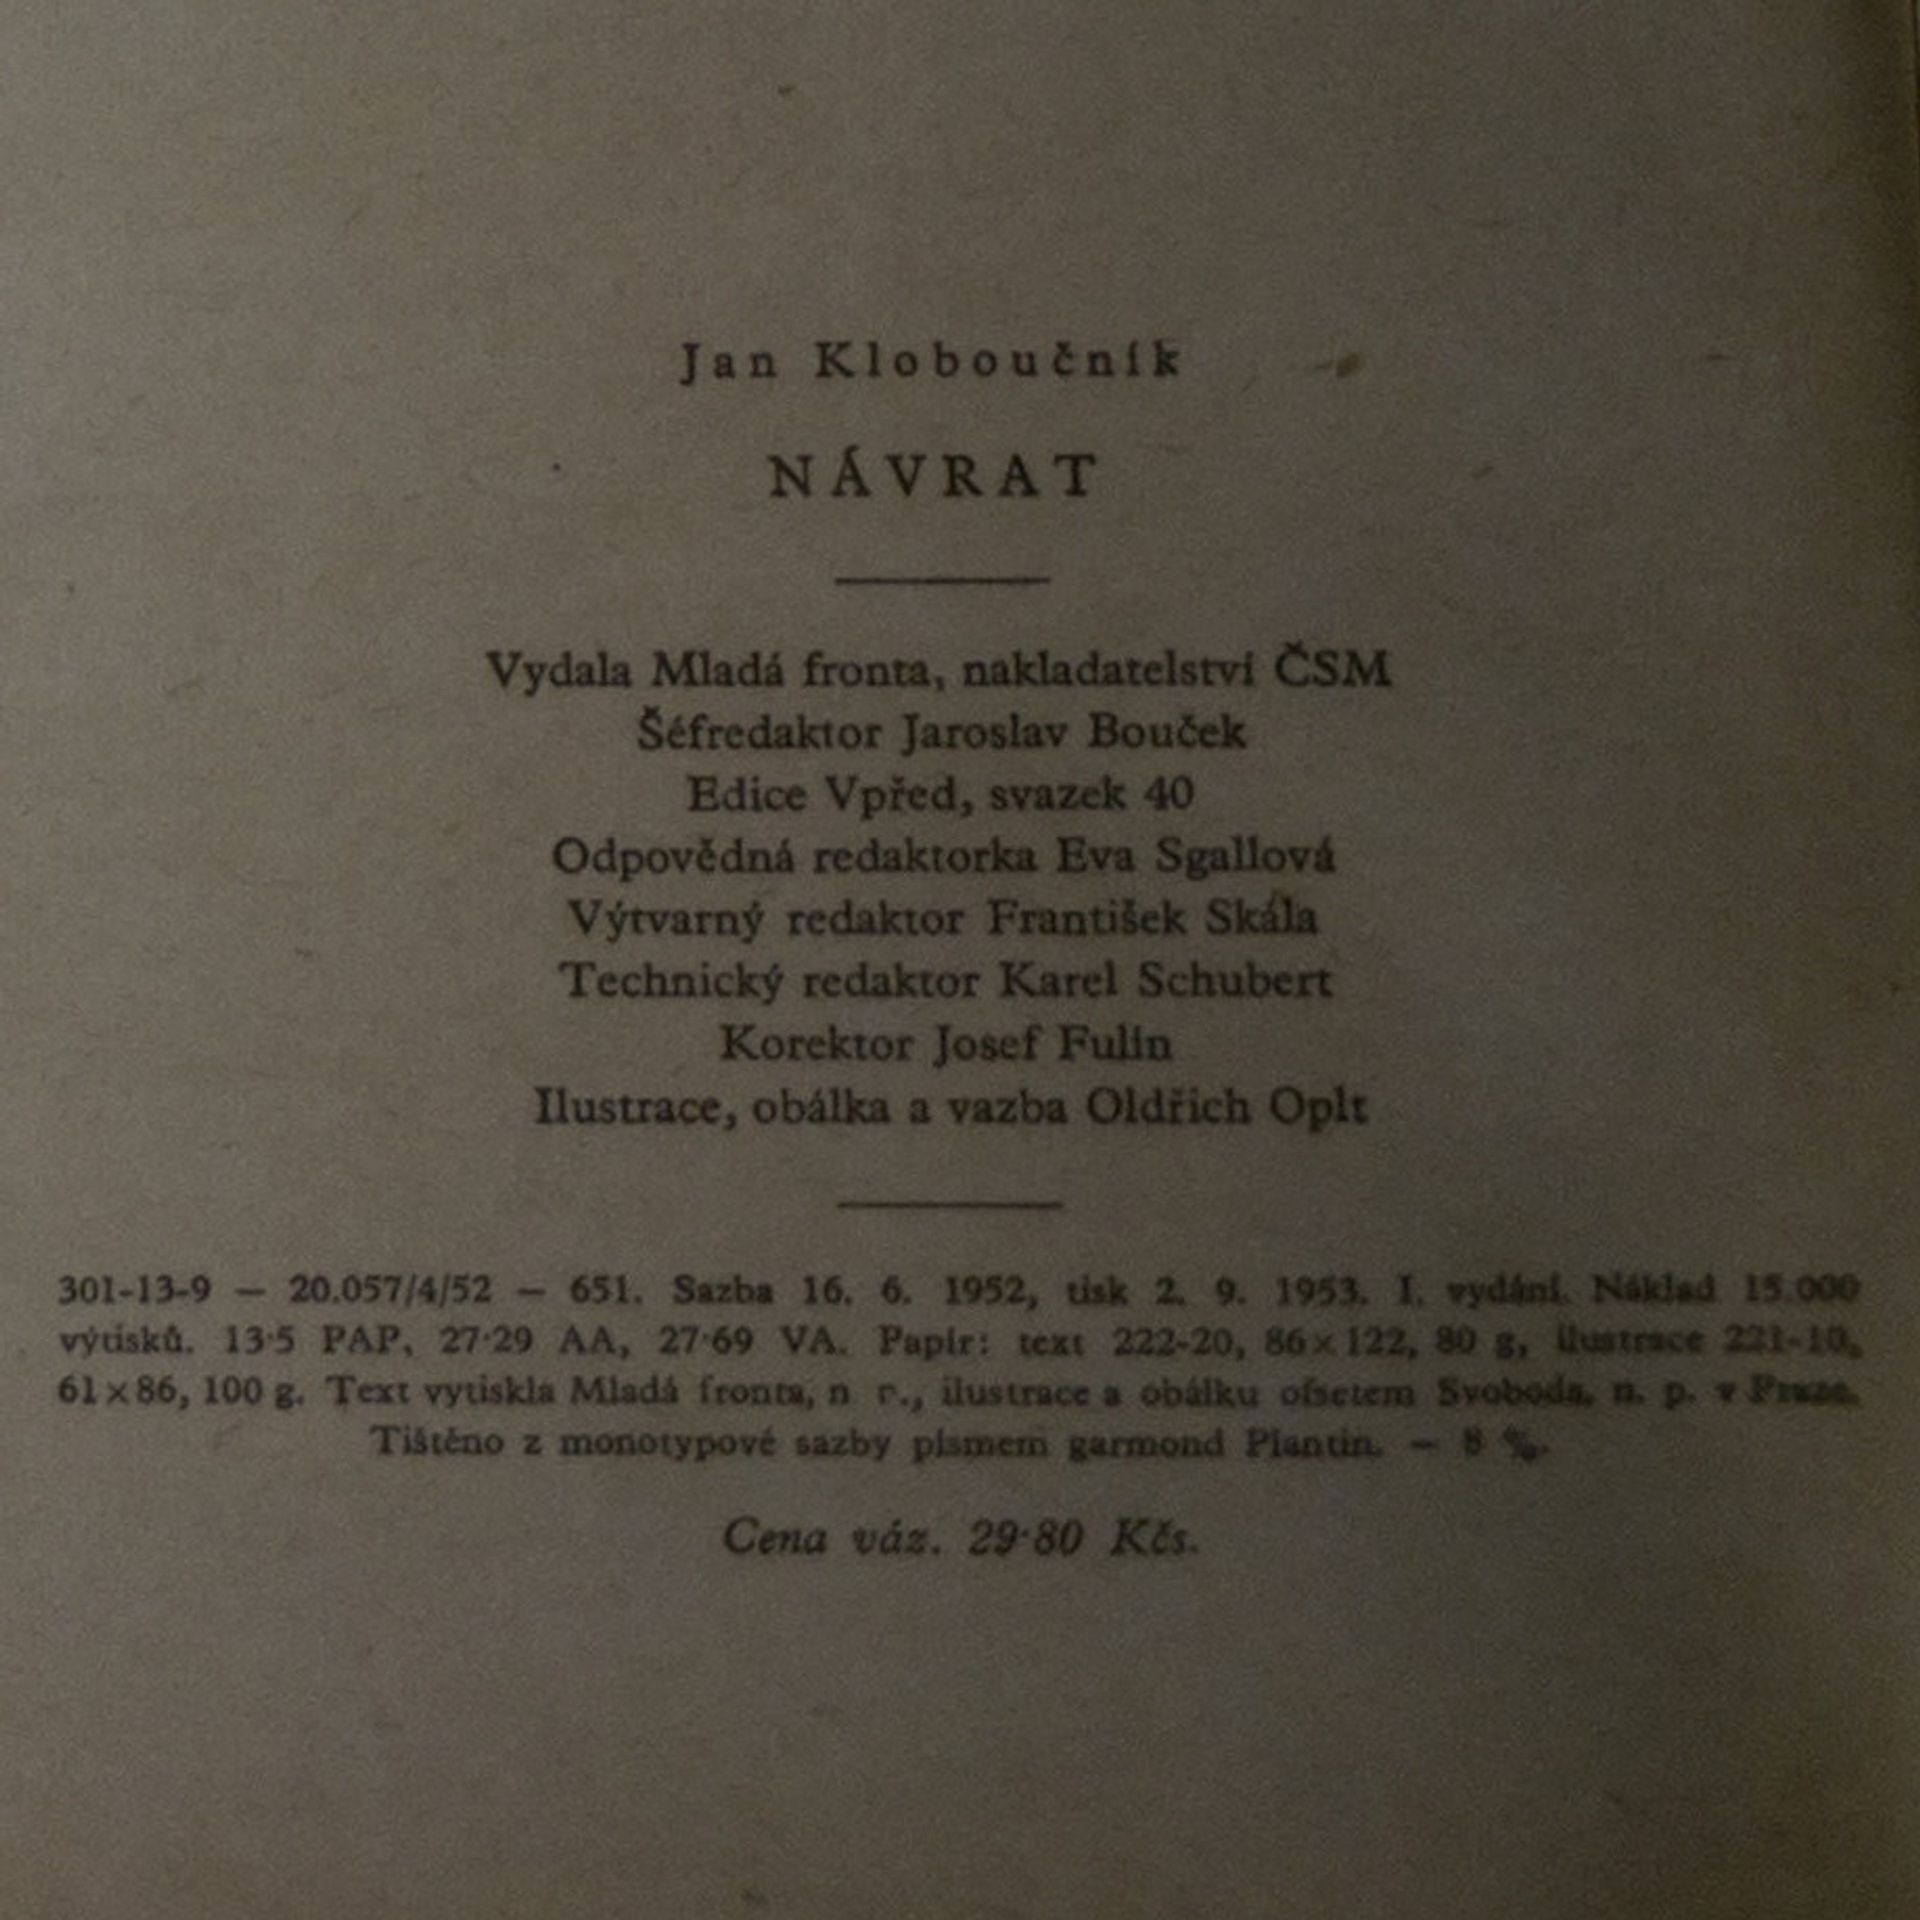 Jan Kloboučník
NÁVRAT
Vydala Mladá fronta, nakladatelství ČSM
Šéfredaktor Jaroslav Bouček
Edice Vpřed, svazek 40
Odpovědná redaktorka Eva Sgallová
Výtvarný redaktor František Skála
Technický redaktor Karel Schubert
Korektor Josef Fulín
Ilustrace, obálka a vazba Oldřich Oplt
301-13-9 — 20.057/4/52 — 651. Sazba 16. 6. 1952, tisk 2. 9. 1953. I. vydání. Náklad 15.000
výtisků. 13·5 PAP, 27·29 AA, 27·69 VA. Papír: text 222-20, 86×122, 80 g, ilustrace 221-10,
61×86, 100 g. Text vytiskla Mladá fronta, n p., ilustrace a obálku ofsetem Svoboda, n. p. v Praze.
Tištěno z monotypové sazby písmem garmond Plantin. — 8
Cena váz. 29·80 Kčs.